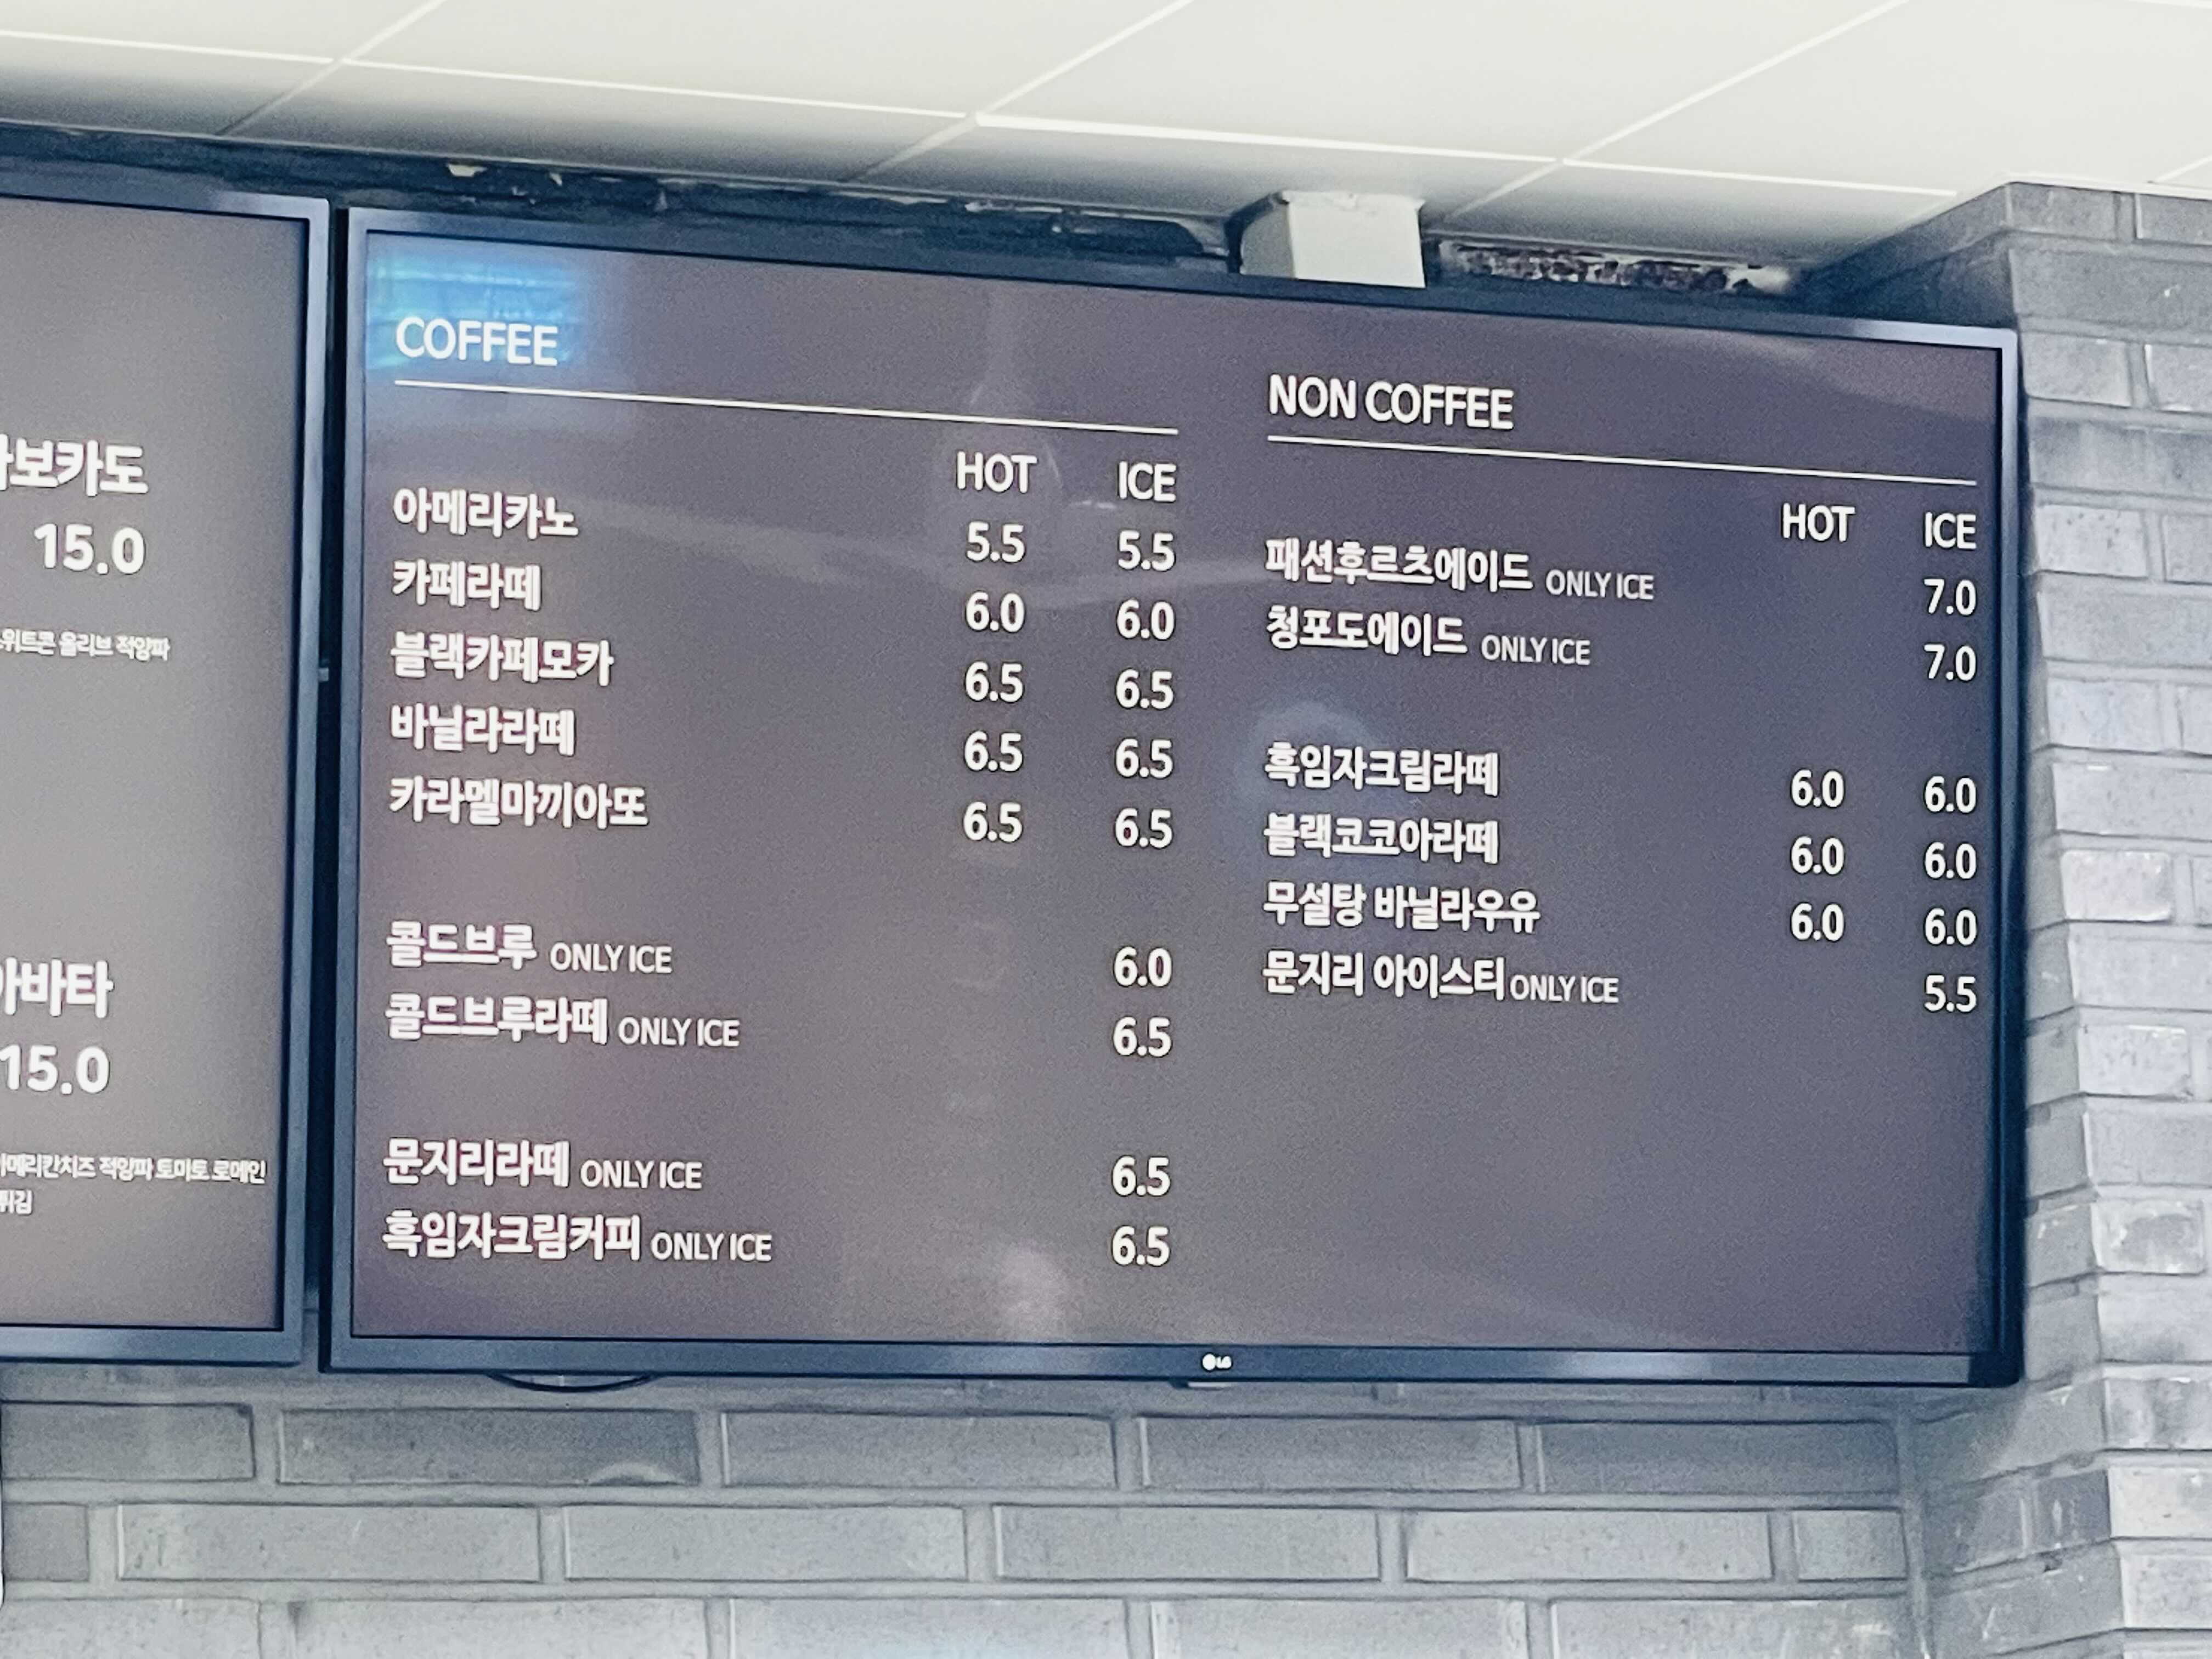 보카도
15.0
위트콘 올리브 적양파
바타
15.0
메리칸치즈 적양파 토마토 로메인
튀김
COFFEE
HOT ICE
아메리카노 5.5 5.5
카페라떼 6.0 6.0
블랙카페모카 6.5 6.5
바닐라라떼 6.5 6.5
카라멜마끼아또 6.5 6.5
콜드브루 ONLY ICE 6.0
콜드브루라떼 ONLY ICE 6.5
문지리라떼 ONLY ICE 6.5
흑임자크림커피 ONLY ICE 6.5
NON COFFEE
HOT ICE
패션후르츠에이드 ONLY ICE 7.0
청포도에이드 ONLY ICE 7.0
흑임자크림라떼 6.0 6.0
블랙코코아라떼 6.0 6.0
무설탕 바닐라우유 6.0 6.0
문지리 아이스티 ONLY ICE 5.5
LG